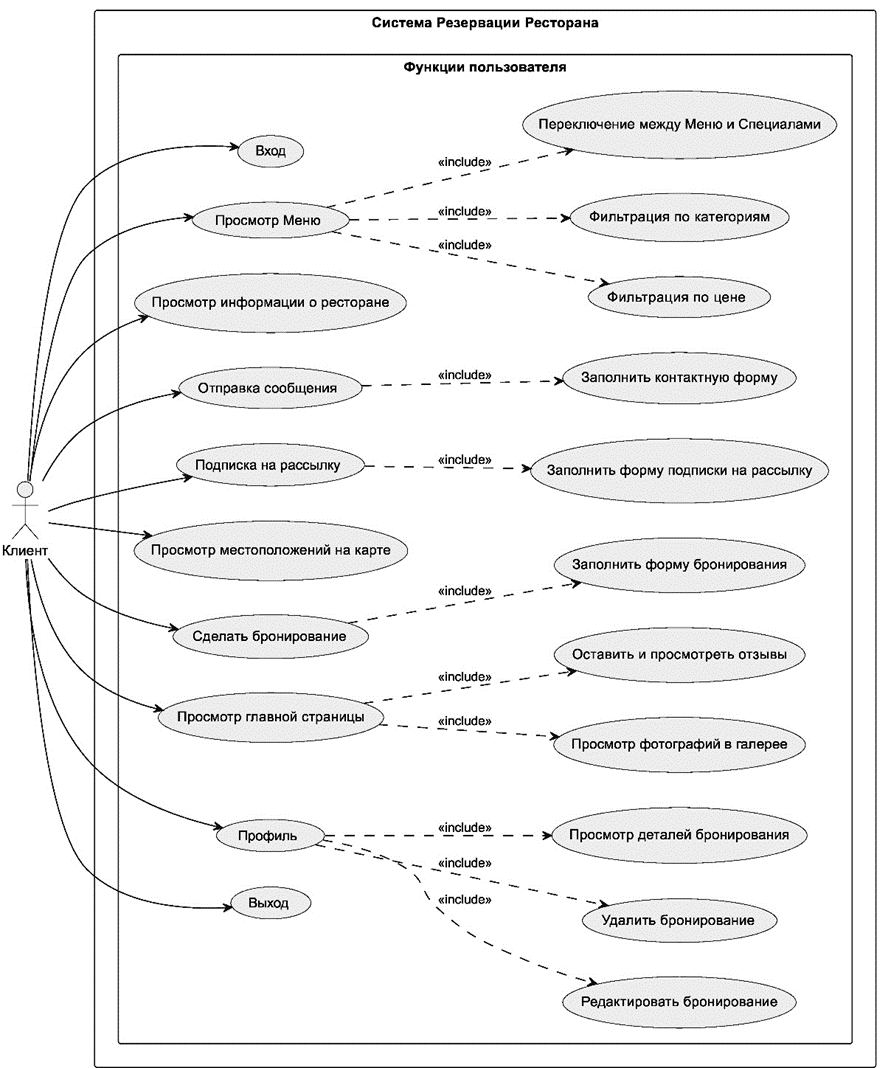 Система Резервации Ресторана
Функции пользователя
Переключение между Меню и Специалами
Вход
«include»
Просмотр Меню
«include»
Фильтрация по категориям
«include»
Фильтрация по цене
Просмотр информации о ресторане
Отправка сообщения
«include»
Заполнить контактную форму
Подписка на рассылку
«include»
Заполнить форму подписки на рассылку
Клиент
Просмотр местоположений на карте
Заполнить форму бронирования
«include»
Сделать бронирование
Оставить и просмотреть отзывы
«include»
Просмотр главной страницы
«include»
Просмотр фотографий в галерее
Профиль
«include»
Просмотр деталей бронирования
«include»
«include»
Выход
Удалить бронирование
Редактировать бронирование